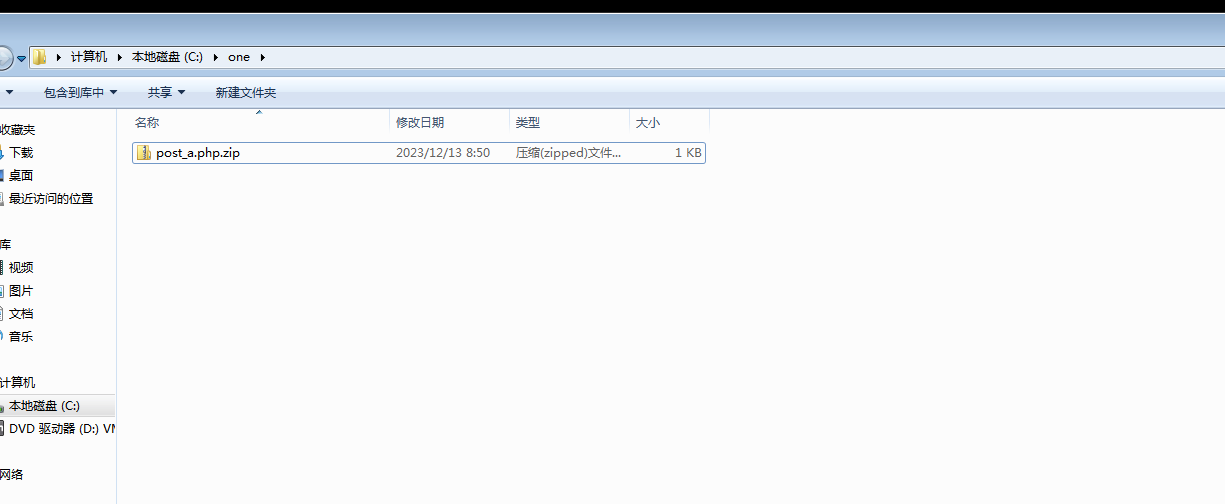 计算机 本地磁盘 (C:) one
包含到库中 共享 新建文件夹
收藏夹
下载
桌面
最近访问的位置
库
视频
图片
文档
音乐
计算机
本地磁盘 (C:)
DVD 驱动器 (D:) VM
网络
名称 修改日期 类型 大小
post_a.php.zip 2023/12/13 8:50 压缩(zipped)文件... 1 KB